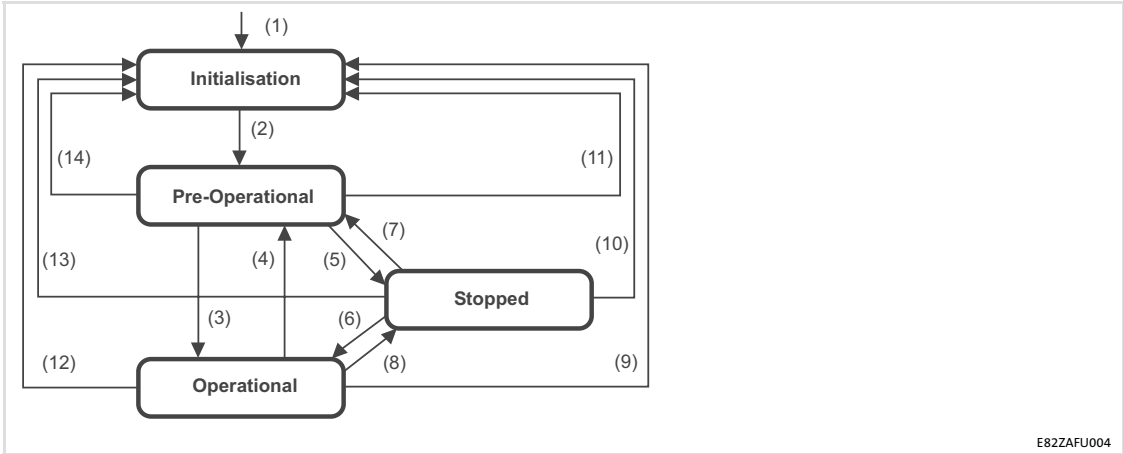 (1)
Initialisation
(2)
(14)
(11)
Pre-Operational
(7)
(10)
(13)
(4)
(5)
Stopped
(3)
(6)
(12)
(8)
(9)
Operational
E82ZAFU004